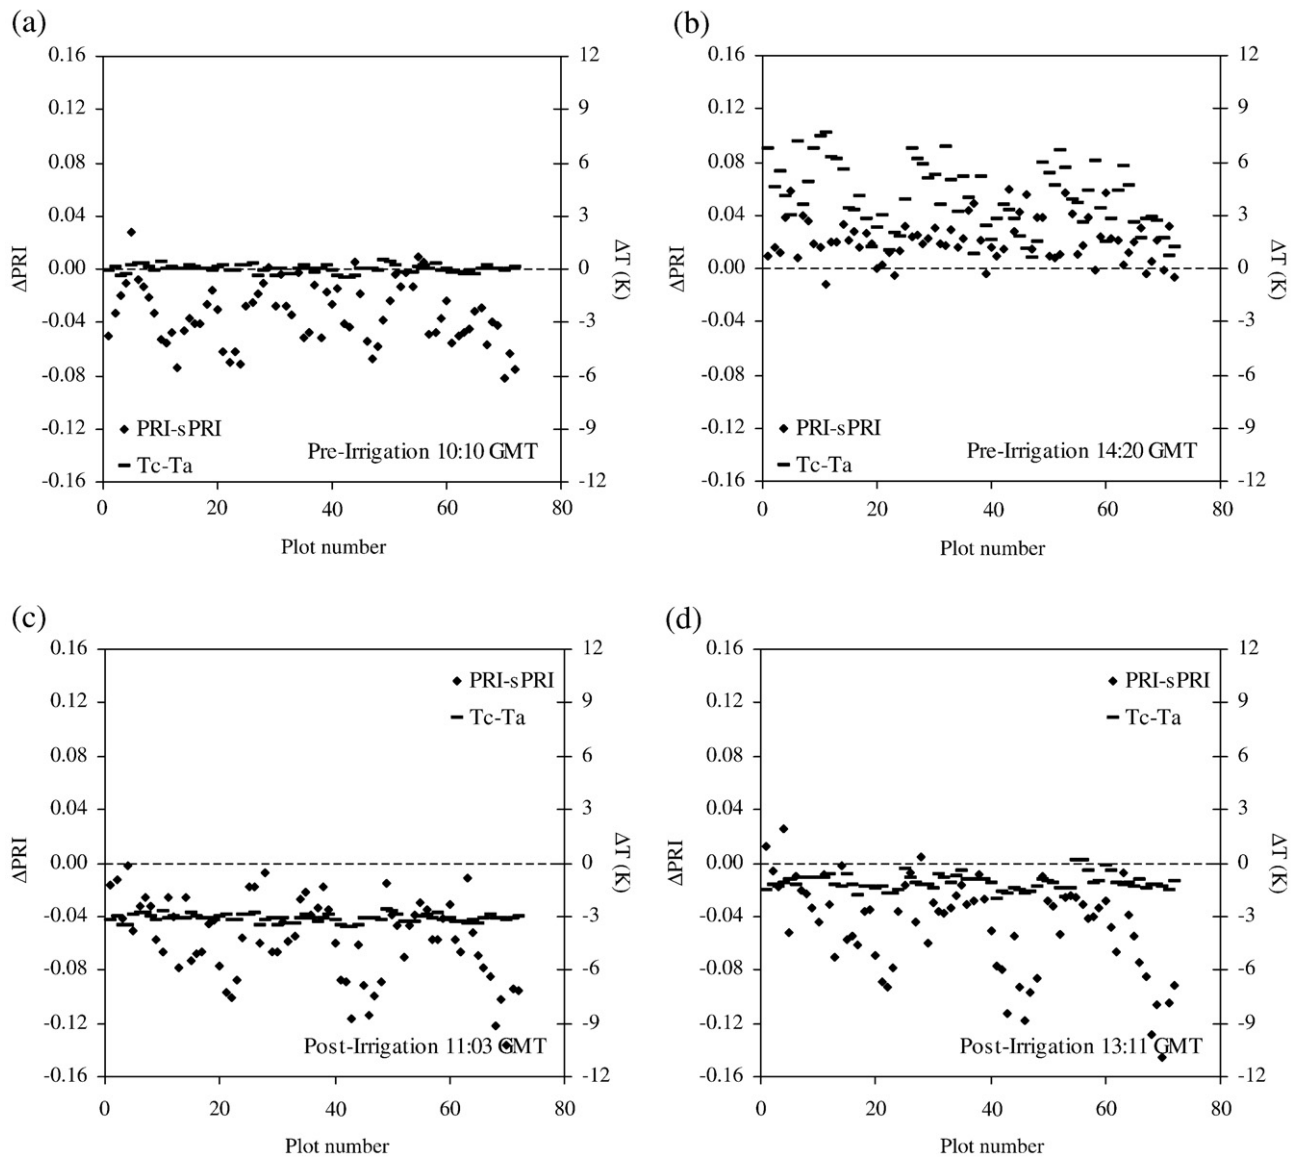 (a)
0.16
0.12
0.08
0.04
0.00
-0.04
-0.08
-0.12
-0.16
ΔPRI
12
9
6
3
0
-3
-6
-9
-12
ΔT (K)
PRI-sPRI
Tc-Ta
Pre-Irrigation 10:10 GMT
0 20 40 60 80
Plot number
(b)
0.16
0.12
0.08
0.04
0.00
-0.04
-0.08
-0.12
-0.16
ΔPRI
12
9
6
3
0
-3
-6
-9
-12
ΔT (K)
PRI-sPRI
Tc-Ta
Pre-Irrigation 14:20 GMT
0 20 40 60 80
Plot number
(c)
0.16
0.12
0.08
0.04
0.00
-0.04
-0.08
-0.12
-0.16
ΔPRI
12
9
6
3
0
-3
-6
-9
-12
ΔT (K)
PRI-sPRI
Tc-Ta
Post-Irrigation 11:03 GMT
0 20 40 60 80
Plot number
(d)
0.16
0.12
0.08
0.04
0.00
-0.04
-0.08
-0.12
-0.16
ΔPRI
12
9
6
3
0
-3
-6
-9
-12
ΔT (K)
PRI-sPRI
Tc-Ta
Post-Irrigation 13:11 GMT
0 20 40 60 80
Plot number